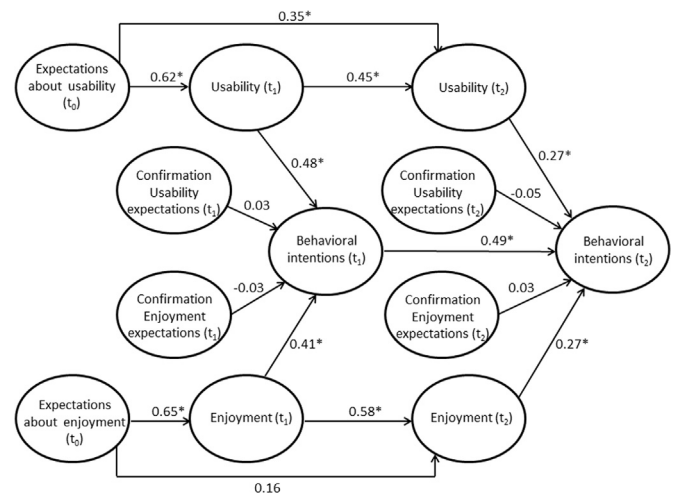 0.35*
Expectations
about usability
(t0)
0.62*
Usability (t1)
0.45*
Usability (t2)
0.48*
0.27*
Confirmation
Usability
expectations (t1)
0.03
Confirmation
Usability
expectations (t2)
-0.05
Behavioral
intentions (t1)
0.49*
Behavioral
intentions (t2)
Confirmation
Enjoyment
expectations (t1)
-0.03
Confirmation
Enjoyment
expectations (t2)
0.03
0.41*
0.27*
Expectations
about enjoyment
(t0)
0.65*
Enjoyment (t1)
0.58*
Enjoyment (t2)
0.16